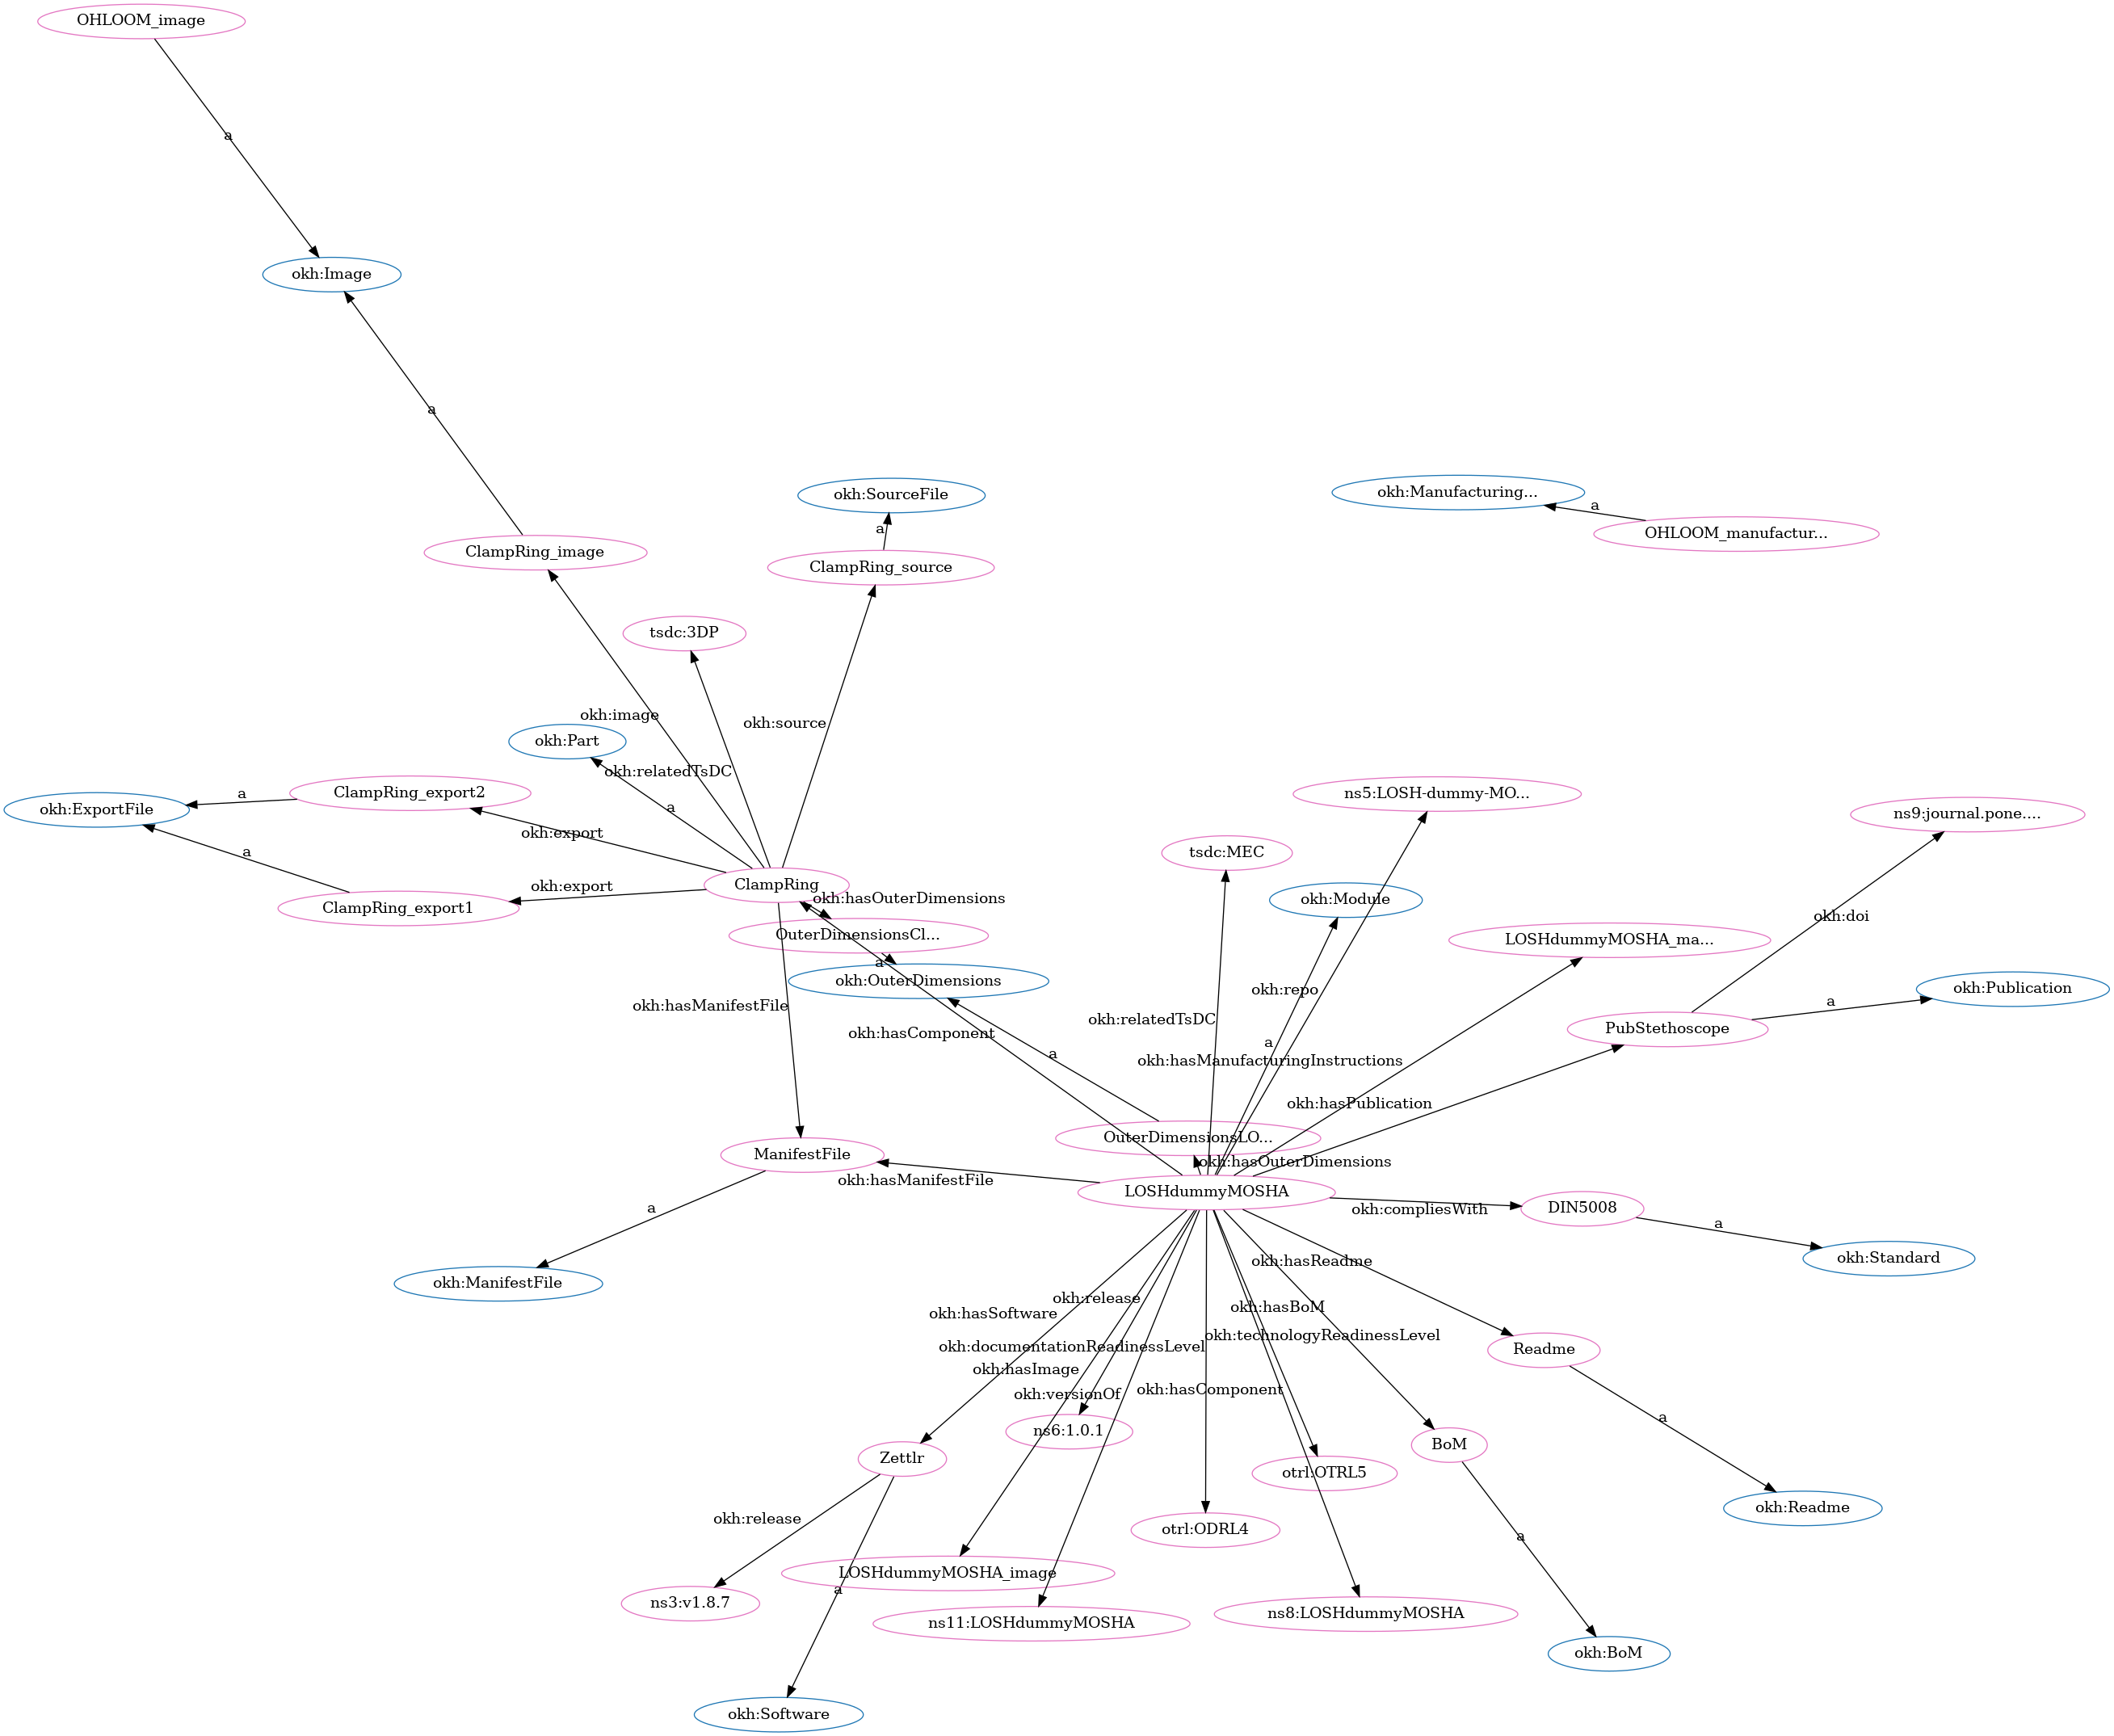 OHLOOM_image
a
okh:Image
a
okh:SourceFile
okh:Manufacturing...
a
OHLOOM_manufactur...
a
ClampRing_image
ClampRing_source
tsdc:3DP
okh:image
okh:source
okh:Part
okh:relatedTsDC
ClampRing_export2
a
okh:ExportFile
a
okh:export
a
ns5:LOSH-dummy-MO...
ns9:journal.pone....
tsdc:MEC
ClampRing
okh:export
okh:hasOuterDimensions
okh:Module
ClampRing_export1
okh:doi
OuterDimensionsCl...
LOSHdummyMOSHA_ma...
a
okh:OuterDimensions
okh:repo
okh:Publication
a
okh:hasManifestFile
okh:relatedTsDC
PubStethoscope
okh:hasComponent
a
a
okh:hasManufacturingInstructions
okh:hasPublication
OuterDimensionsLO...
ManifestFile
okh:hasOuterDimensions
okh:hasManifestFile
LOSHdummyMOSHA
okh:compliesWith
DIN5008
a
a
okh:Standard
okh:hasReadme
okh:ManifestFile
okh:release
okh:hasSoftware
okh:hasBoM
okh:technologyReadinessLevel
okh:documentationReadinessLevel
Readme
okh:hasImage
okh:versionOf
okh:hasComponent
a
ns6:1.0.1
Zettlr
BoM
otrl:OTRL5
okh:release
okh:Readme
otrl:ODRL4
a
LOSHdummyMOSHA_image
a
ns3:v1.8.7
ns11:LOSHdummyMOSHA
ns8:LOSHdummyMOSHA
okh:BoM
okh:Software